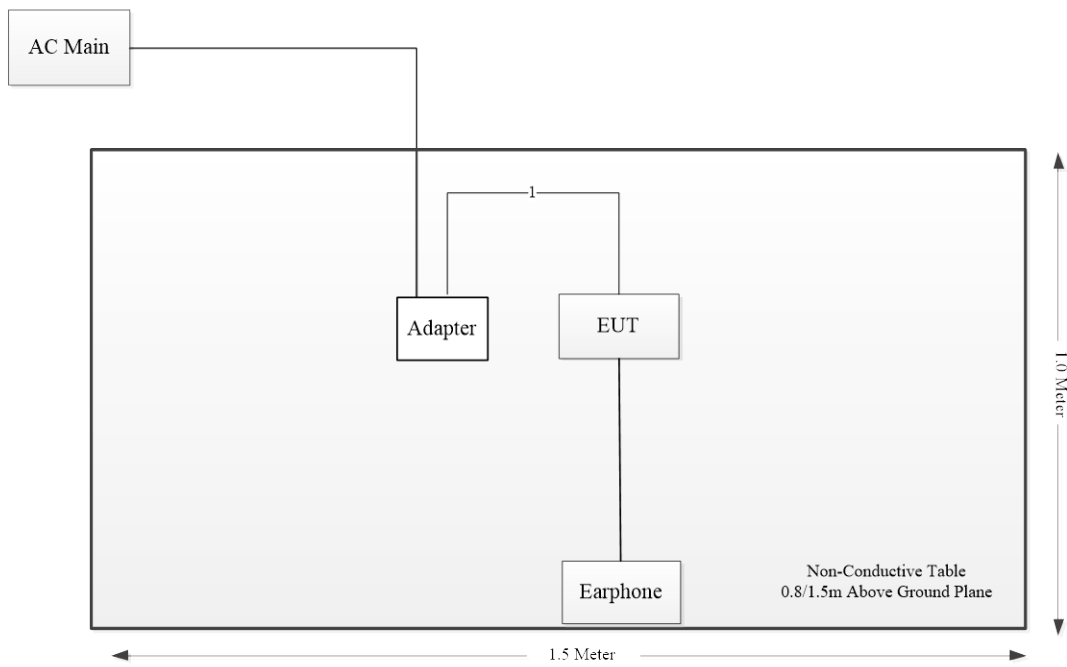 AC Main
1
Adapter
EUT
1.0 Meter
Earphone
Non-Conductive Table
0.8/1.5m Above Ground Plane
1.5 Meter